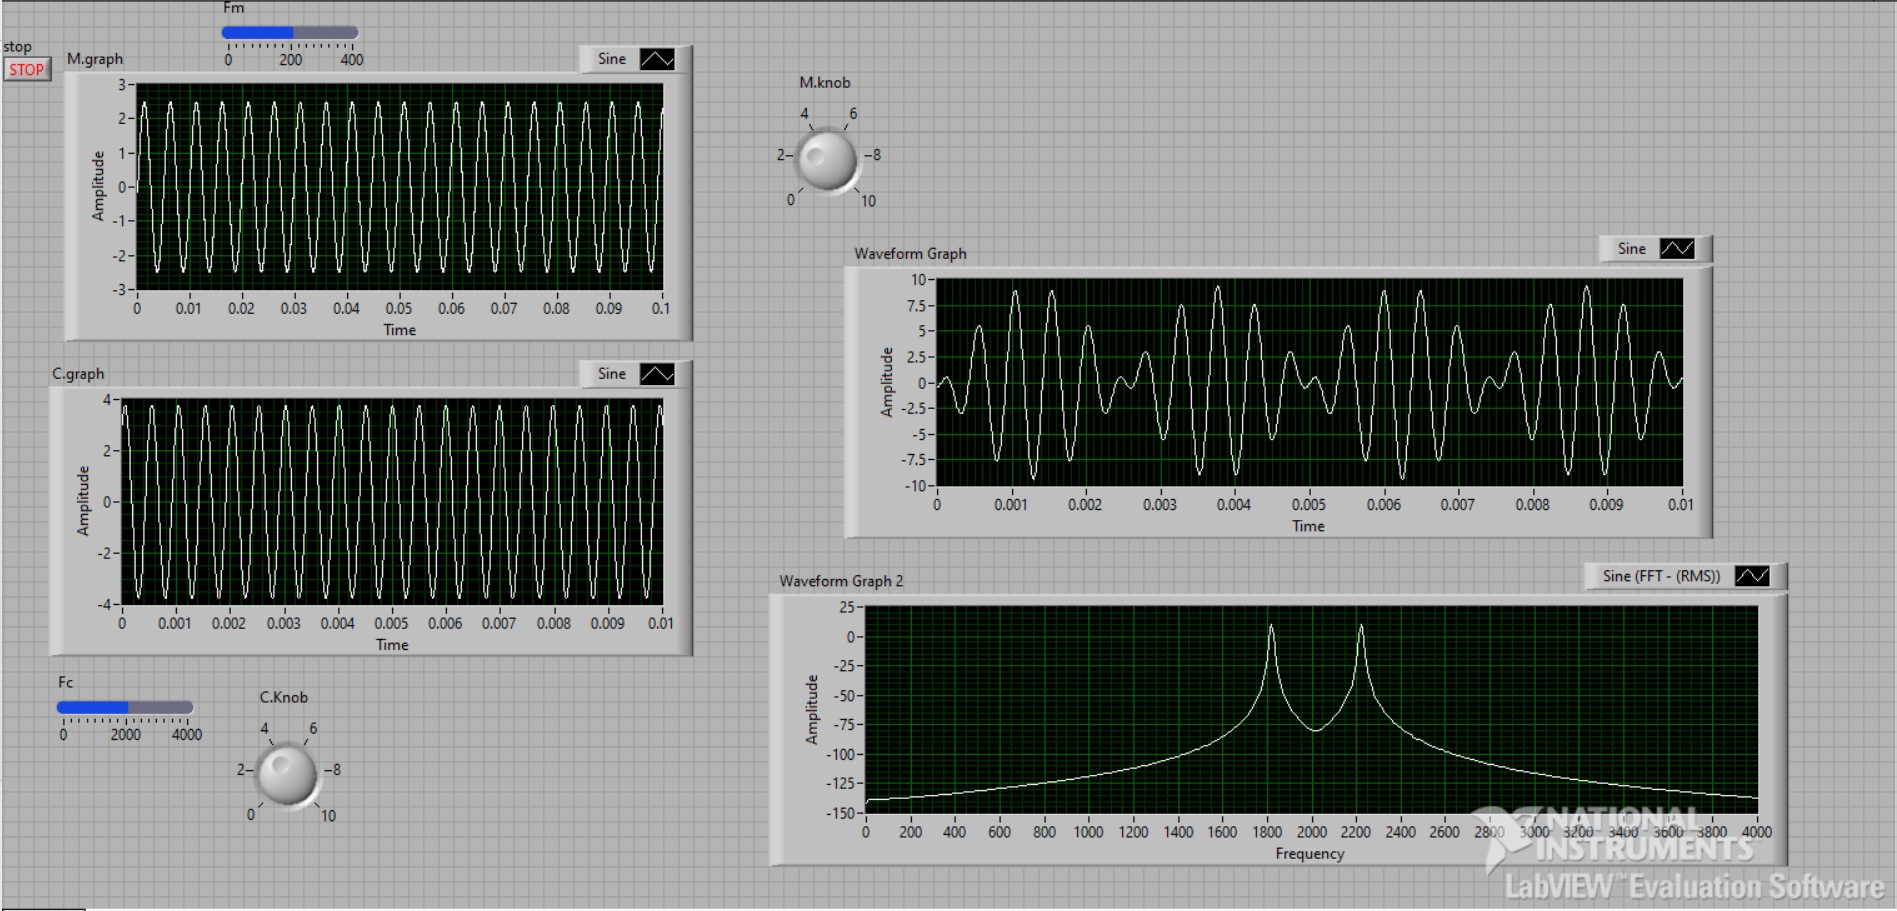 Fm
0 200 400
stop
STOP
M.graph
Sine
3
2
1
0
-1
-2
-3
Amplitude
0 0.01 0.02 0.03 0.04 0.05 0.06 0.07 0.08 0.09 0.1
Time
C.graph
Sine
4
2
0
-2
-4
Amplitude
0 0.001 0.002 0.003 0.004 0.005 0.006 0.007 0.008 0.009 0.01
Time
Fc
0 2000 4000
C.Knob
4 6
2 8
0 10
M.knob
4 6
2 8
0 10
Waveform Graph
Sine
10
7.5
5
2.5
0
-2.5
-5
-7.5
-10
Amplitude
0 0.001 0.002 0.003 0.004 0.005 0.006 0.007 0.008 0.009 0.01
Time
Waveform Graph 2
Sine (FFT - (RMS))
25
0
-25
-50
-75
-100
-125
-150
Amplitude
0 200 400 600 800 1000 1200 1400 1600 1800 2000 2200 2400 2600 2800 3000 3200 3400 3600 3800 4000
Frequency
NATIONAL
INSTRUMENTS
LabVIEW™ Evaluation Software